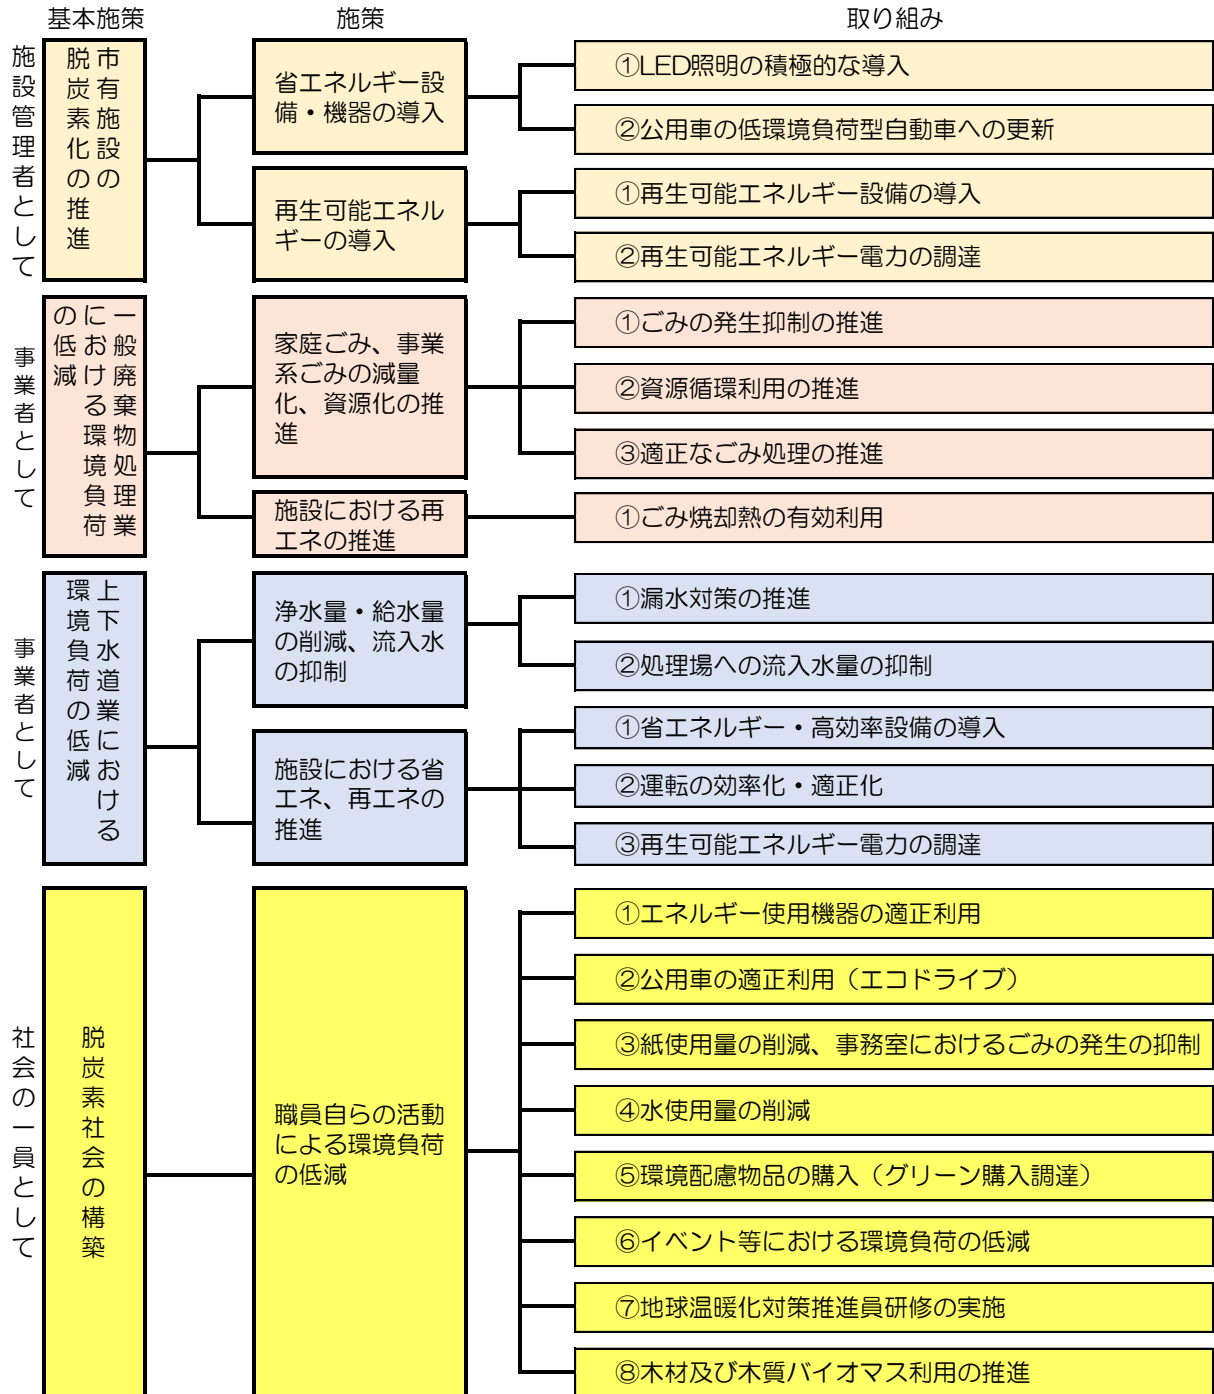 基本施策
施策
取り組み
施設管理者として
市有施設の
脱炭素化の推進
省エネルギー設
備・機器の導入
①LED照明の積極的な導入
②公用車の低環境負荷型自動車への更新
再生可能エネル
ギーの導入
①再生可能エネルギー設備の導入
②再生可能エネルギー電力の調達
事業者として
一般廃棄物処理業
における環境負荷
の低減
家庭ごみ、事業
系ごみの減量
化、資源化の推
進
①ごみの発生抑制の推進
②資源循環利用の推進
③適正なごみ処理の推進
施設における再
エネの推進
①ごみ焼却熱の有効利用
事業者として
上下水道業における
環境負荷の低減
浄水量・給水量
の削減、流入水
の抑制
①漏水対策の推進
②処理場への流入水量の抑制
施設における省
エネ、再エネの
推進
①省エネルギー・高効率設備の導入
②運転の効率化・適正化
③再生可能エネルギー電力の調達
社会の一員として
脱炭素社会の構築
職員自らの活動
による環境負荷
の低減
①エネルギー使用機器の適正利用
②公用車の適正利用（エコドライブ）
③紙使用量の削減、事務室におけるごみの発生の抑制
④水使用量の削減
⑤環境配慮物品の購入（グリーン購入調達）
⑥イベント等における環境負荷の低減
⑦地球温暖化対策推進員研修の実施
⑧木材及び木質バイオマス利用の推進